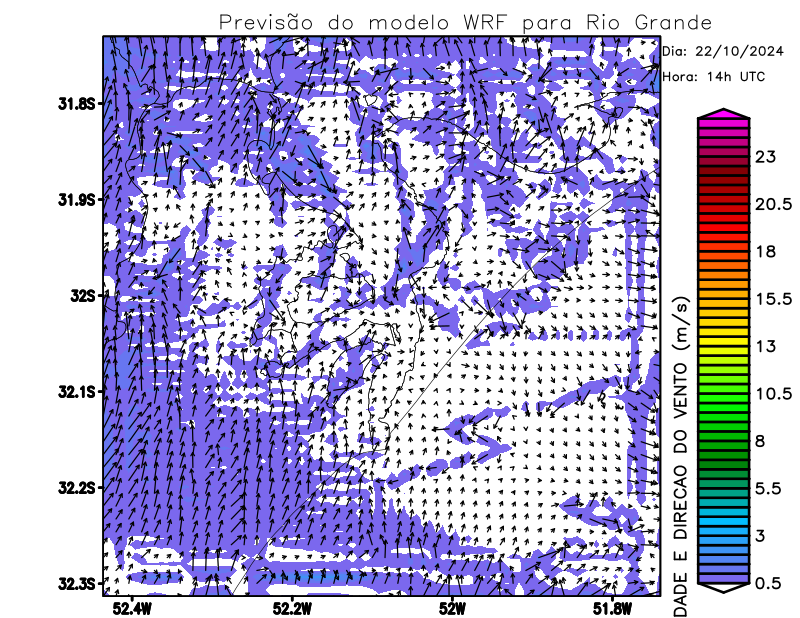 Previsão do modelo WRF para Rio Grande
Dia: 22/10/2024
Hora: 14h UTC
31.8S
31.9S
32S
32.1S
32.2S
32.3S
52.4W
52.2W
52W
51.8W
23
20.5
18
15.5
13
10.5
8
5.5
3
0.5
DADE E DIRECAO DO VENTO (m/s)